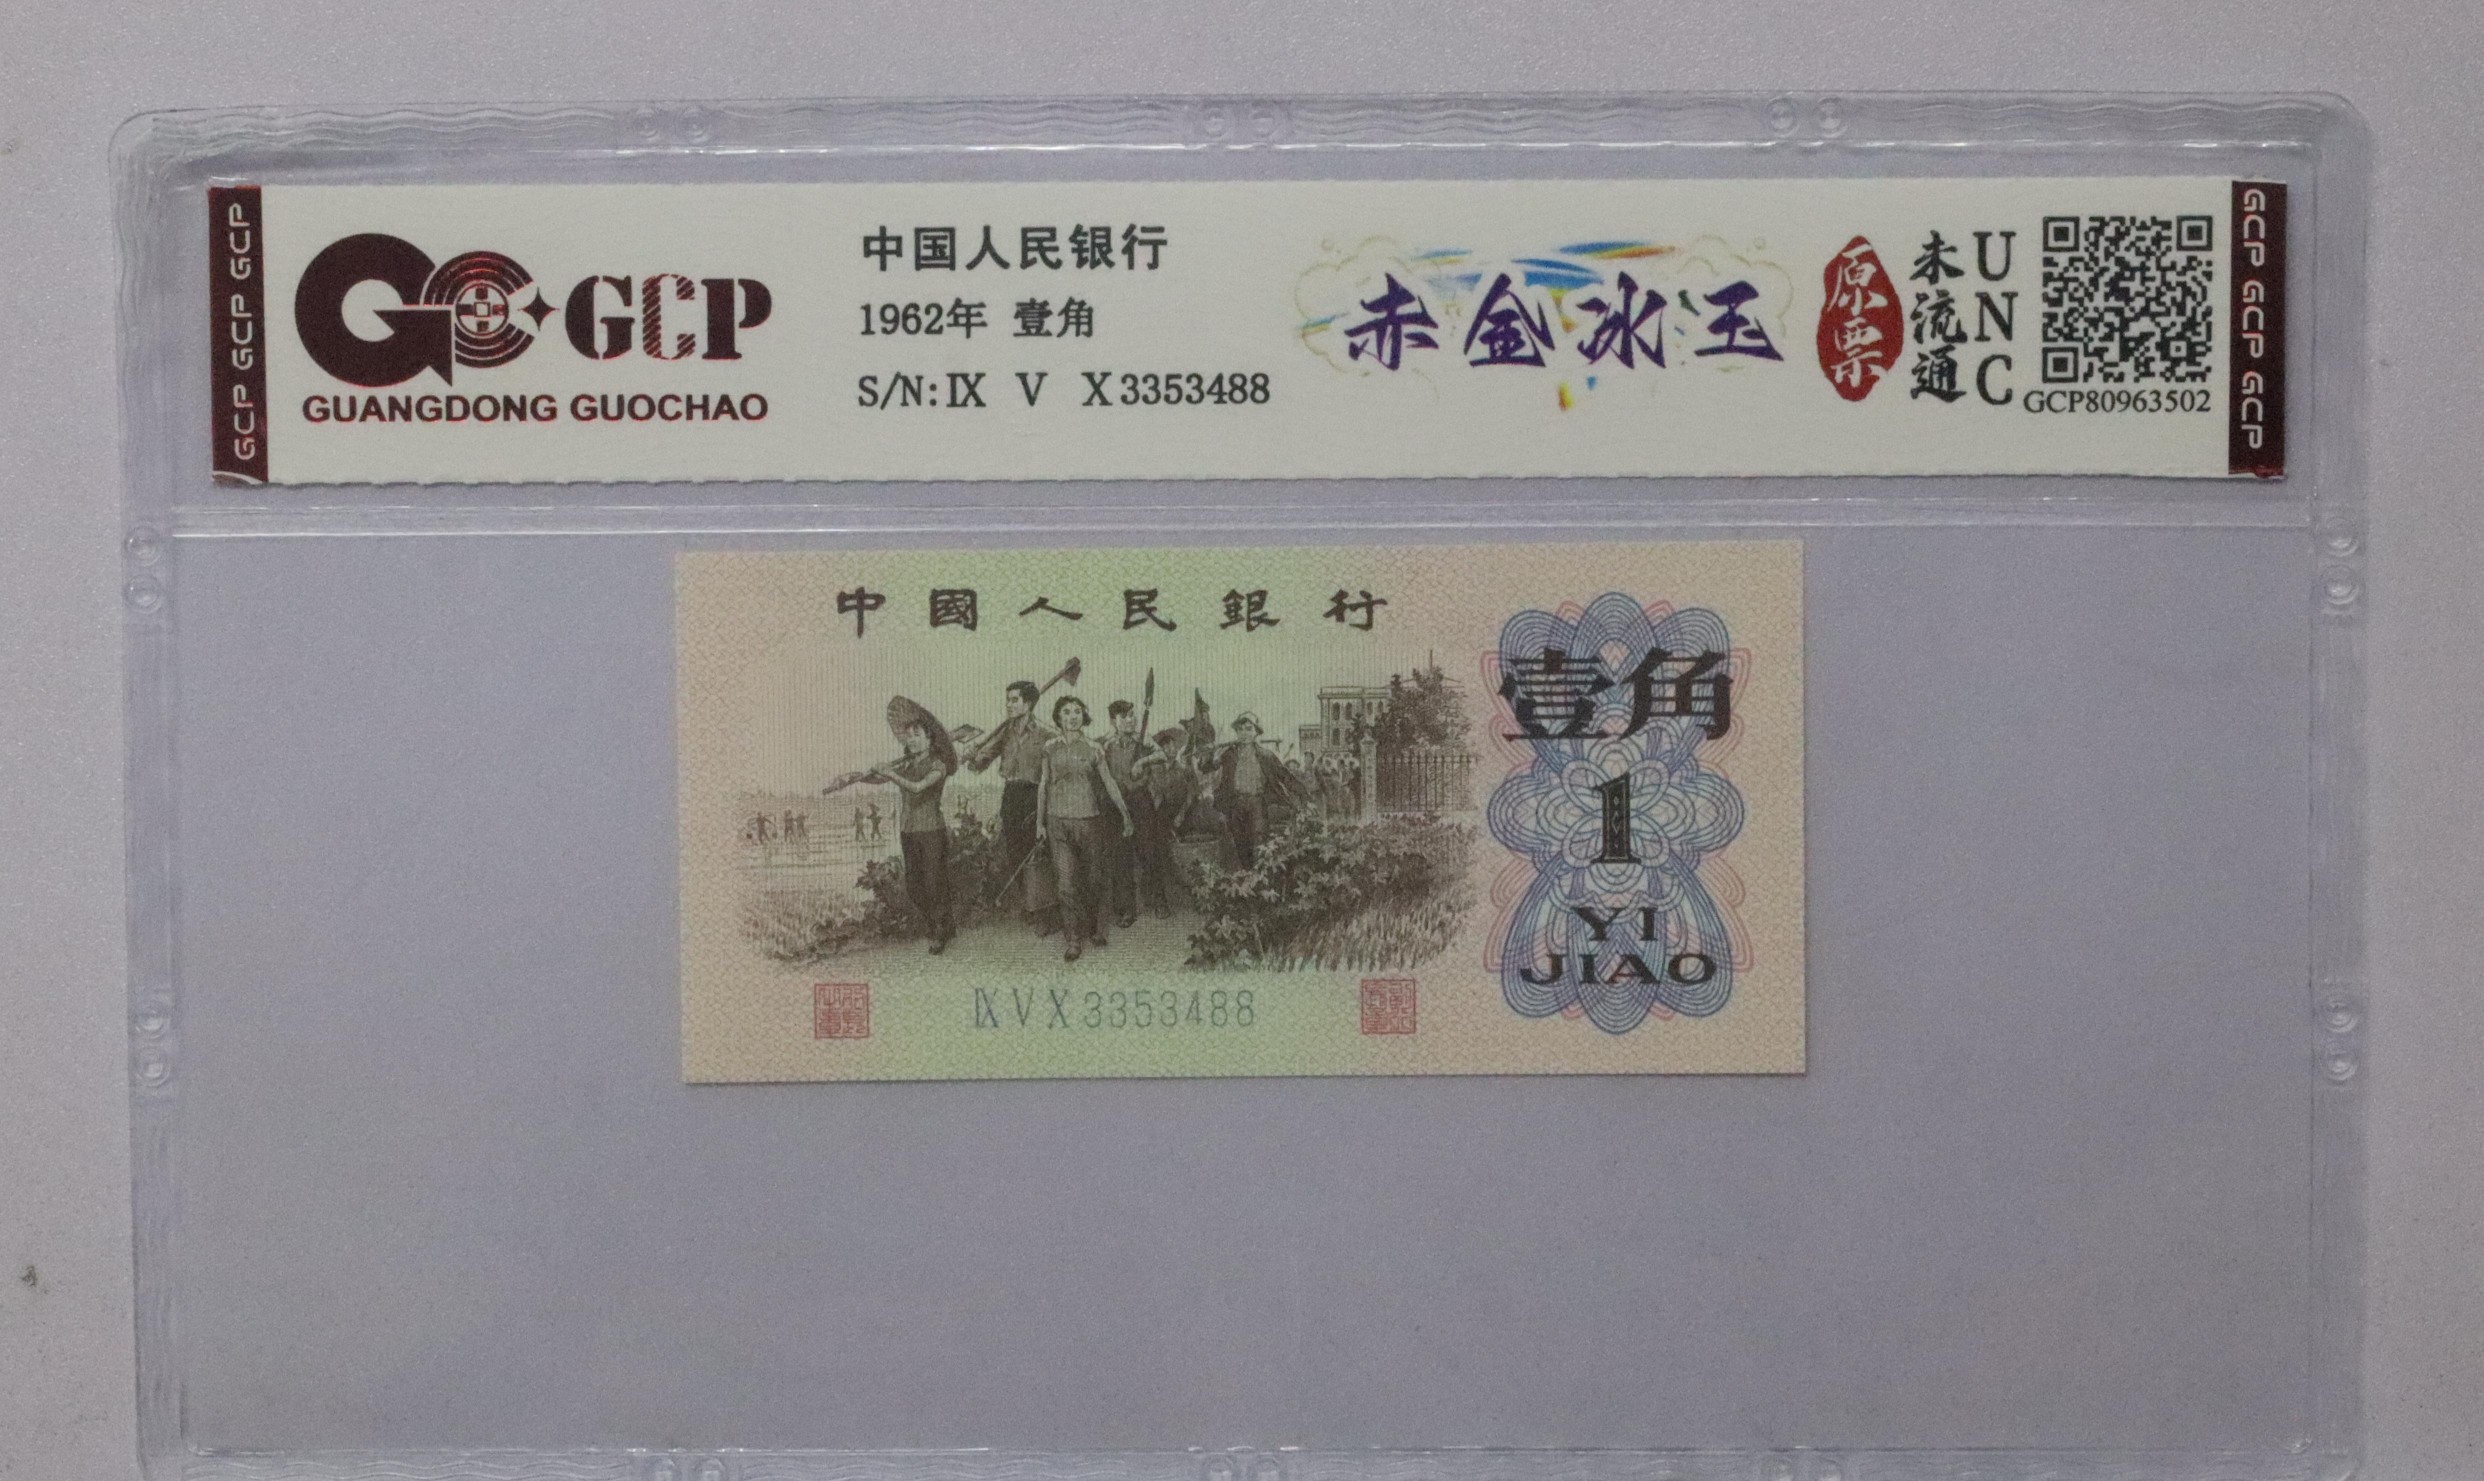 GCP GCP GCP
GCP
GUANGDONG GUOCHAO
中国人民银行
1962年 壹角
S/N: Ⅸ Ⅴ Ⅹ 3353488
赤金冰玉
原票
未流通
UNC
GCP80963502
GCP GCP GCP
中國人民銀行
壹角
1
YI
JIAO
Ⅸ Ⅴ Ⅹ 3353488